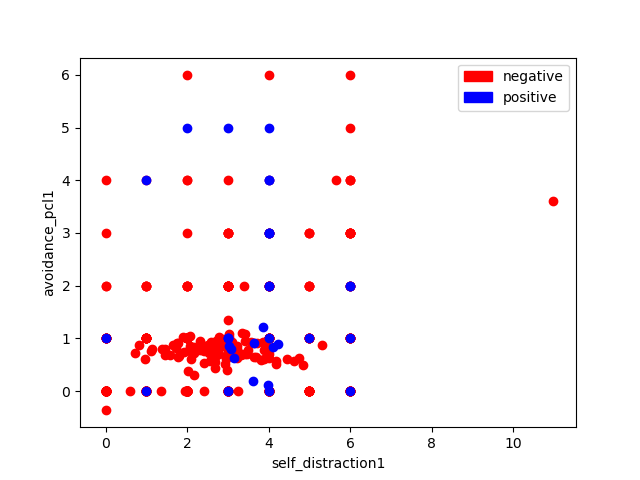 negative
positive
6
5
4
3
2
1
0
avoidance_pcl1
0 2 4 6 8 10
self_distraction1